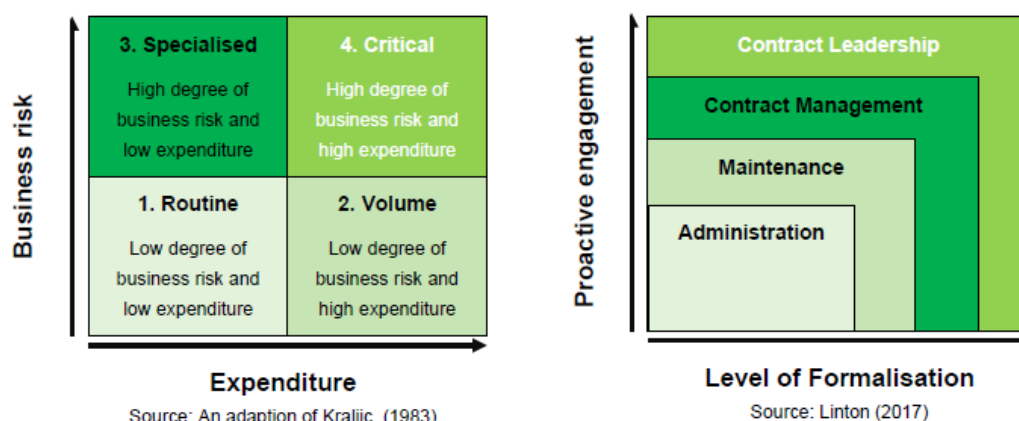 Business risk
3. Specialised
High degree of
business risk and
low expenditure
4. Critical
High degree of
business risk and
high expenditure
1. Routine
Low degree of
business risk and
low expenditure
2. Volume
Low degree of
business risk and
high expenditure
Expenditure
Source: An adaption of Kraljic, (1983)
Proactive engagement
Contract Leadership
Contract Management
Maintenance
Administration
Level of Formalisation
Source: Linton (2017)